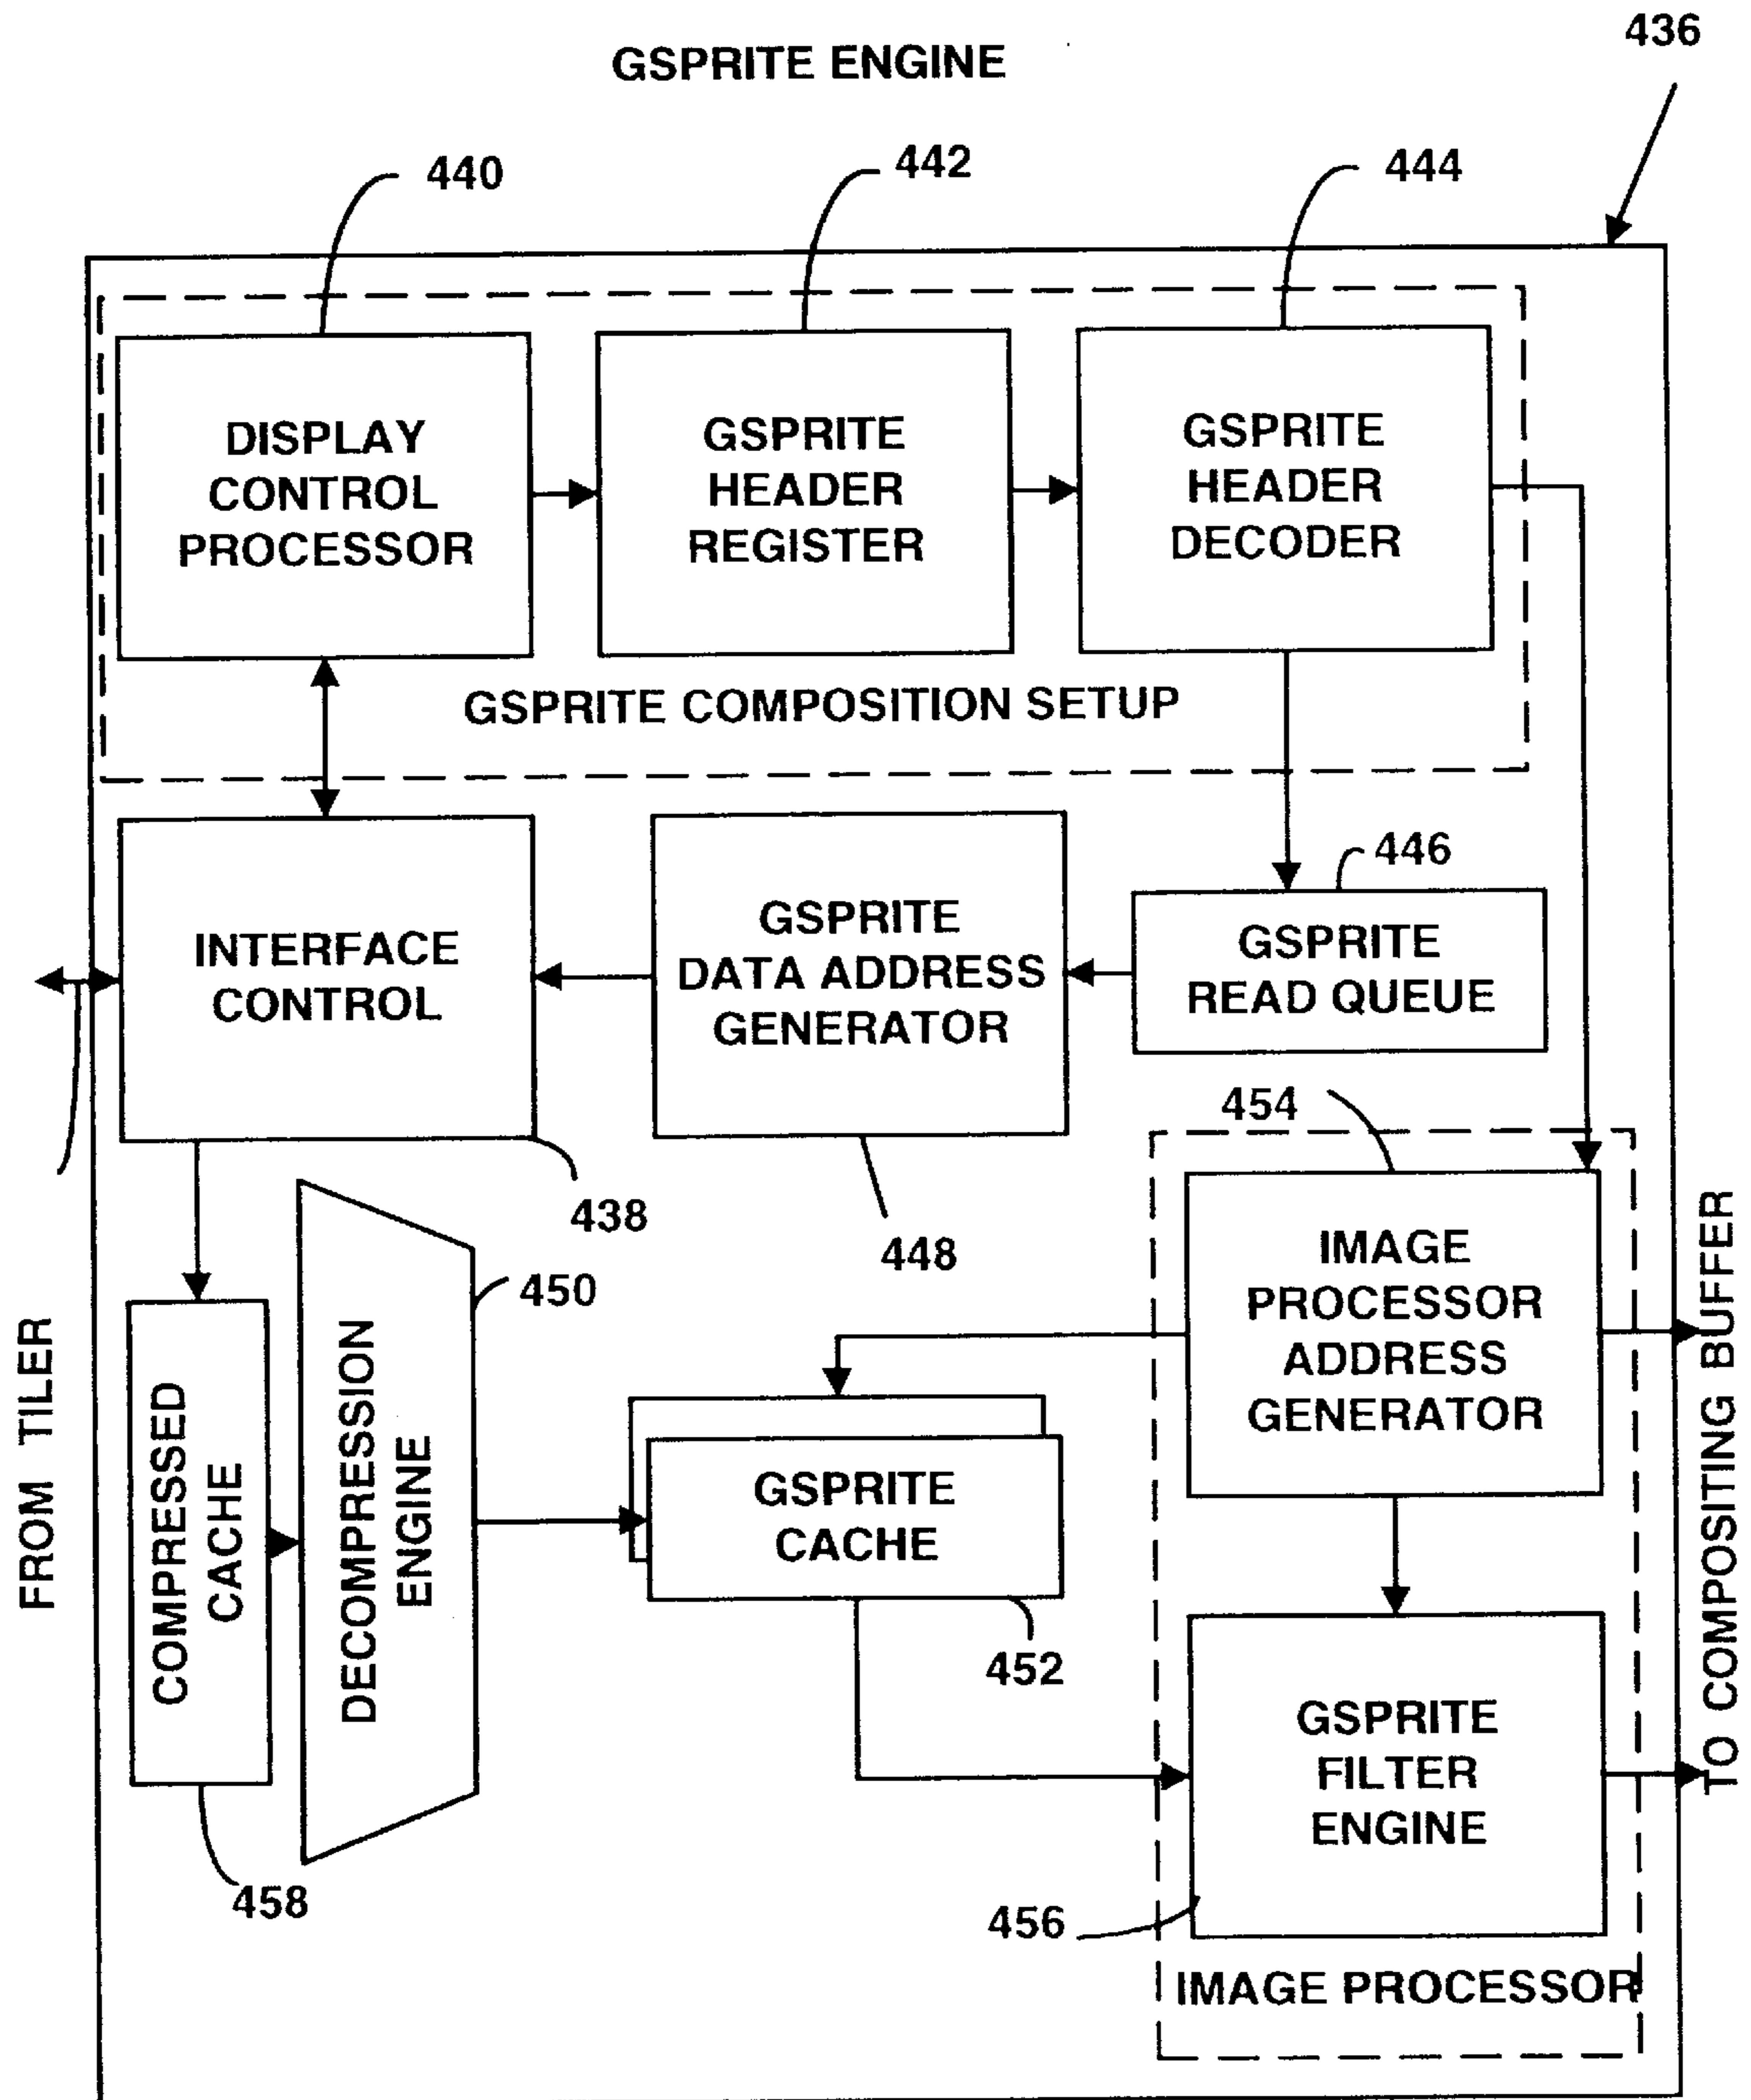 436
GSPRITE ENGINE
440
442
444
DISPLAY
CONTROL
PROCESSOR
GSPRITE
HEADER
REGISTER
GSPRITE
HEADER
DECODER
GSPRITE COMPOSITION SETUP
446
INTERFACE
CONTROL
GSPRITE
DATA ADDRESS
GENERATOR
GSPRITE
READ QUEUE
454
438
448
450
FROM TILER
COMPRESSED
CACHE
DECOMPRESSION
ENGINE
GSPRITE
CACHE
452
IMAGE
PROCESSOR
ADDRESS
GENERATOR
TO COMPOSITING BUFFER
GSPRITE
FILTER
ENGINE
458
456
IMAGE PROCESSOR